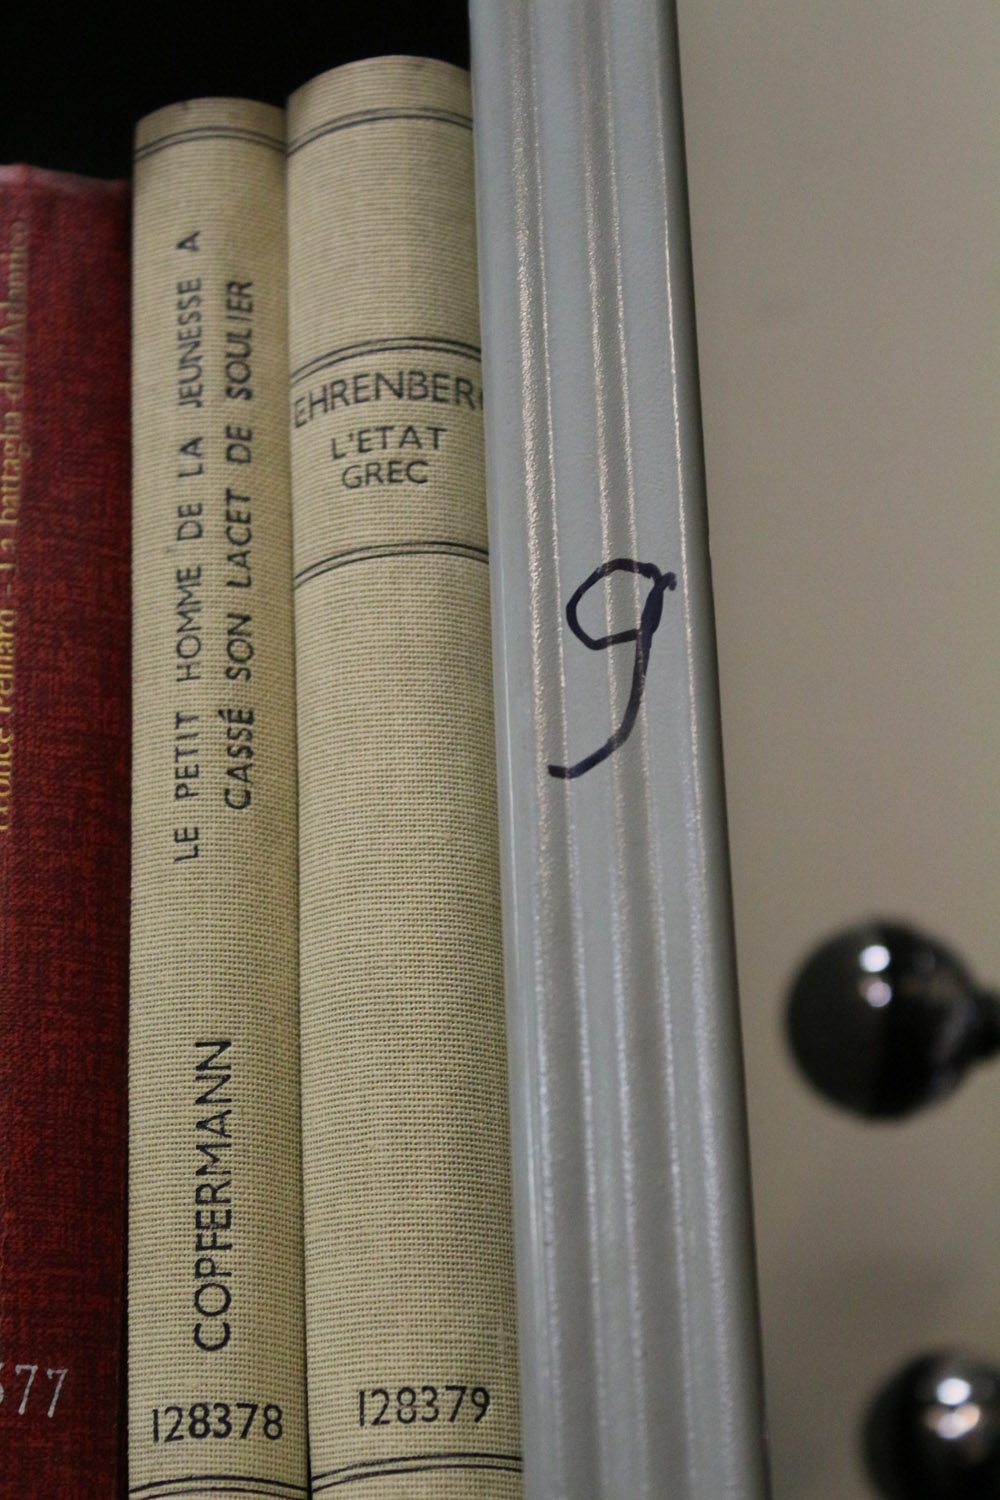 Peillard - La battaglia dell'Atlantico
577
LE PETIT HOMME DE LA JEUNESSE A
CASSÉ SON LACET DE SOULIER
COPFERMANN
128378
EHRENBERG
L'ETAT
GREC
128379
9